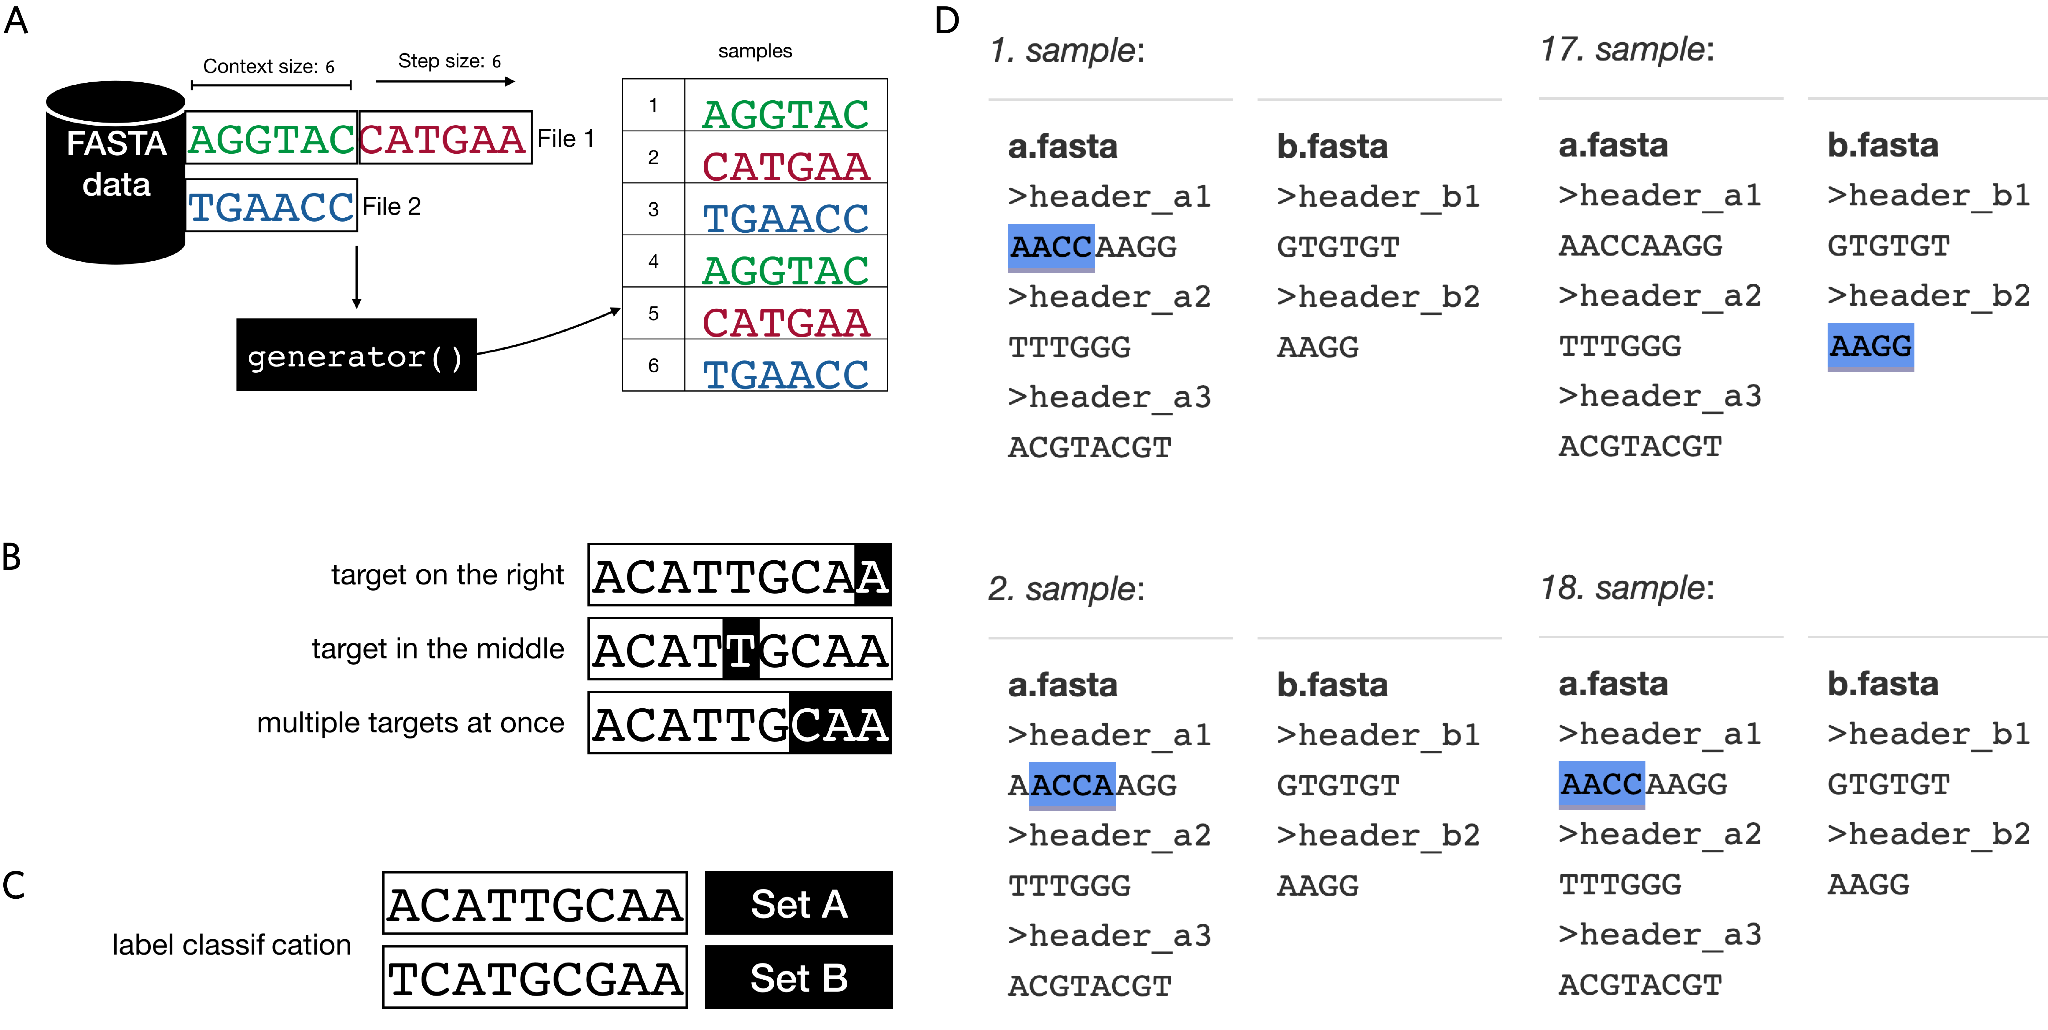 A
Context size: 6
Step size: 6
FASTA
data
AGGTACCATGAA File 1
TGAACC File 2
generator()
samples
1 AGGTAC
2 CATGAA
3 TGAACC
4 AGGTAC
5 CATGAA
6 TGAACC
B
target on the right ACATTGCAA
target in the middle ACATTGCAA
multiple targets at once ACATTGCAA
C
label classif cation
ACATTGCAA Set A
TCATGCGAA Set B
D
1. sample:
a.fasta
>header_a1
AACCAAGG
>header_a2
TTTGGG
>header_a3
ACGTACGT
b.fasta
>header_b1
GTGTGT
>header_b2
AAGG
17. sample:
a.fasta
>header_a1
AACCAAGG
>header_a2
TTTGGG
>header_a3
ACGTACGT
b.fasta
>header_b1
GTGTGT
>header_b2
AAGG
2. sample:
a.fasta
>header_a1
AACCAAGG
>header_a2
TTTGGG
>header_a3
ACGTACGT
b.fasta
>header_b1
GTGTGT
>header_b2
AAGG
18. sample:
a.fasta
>header_a1
AACCAAGG
>header_a2
TTTGGG
>header_a3
ACGTACGT
b.fasta
>header_b1
GTGTGT
>header_b2
AAGG